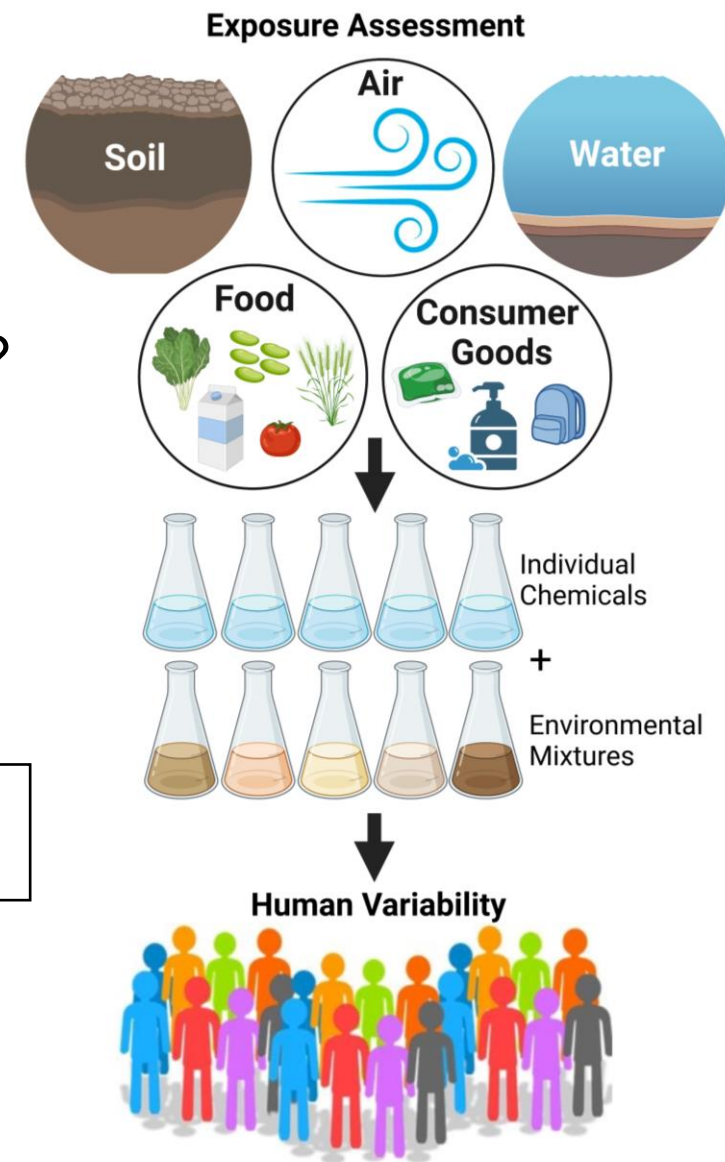 Exposure Assessment
Soil
Air
Water
Food
Consumer
Goods
Individual
Chemicals
+
Environmental
Mixtures
Human Variability